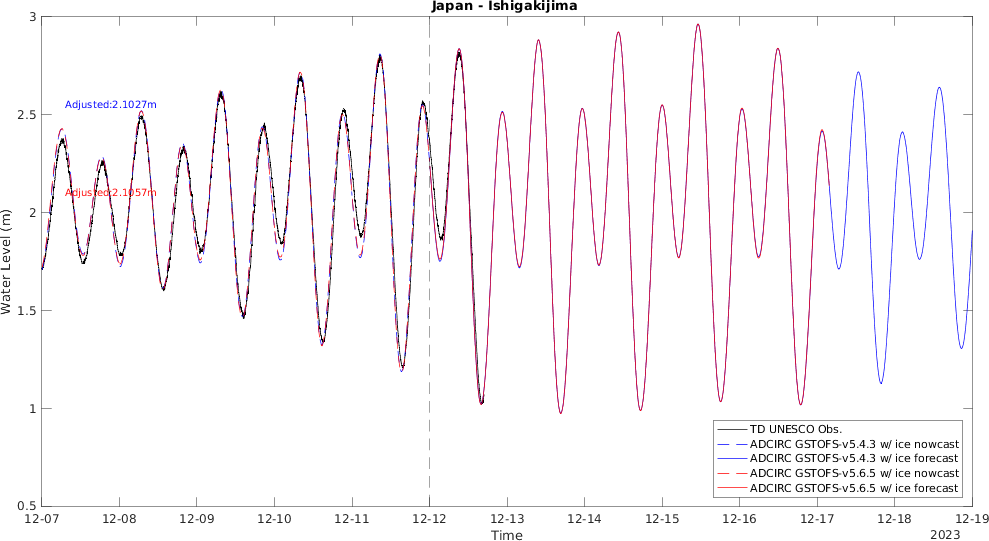 Japan - Ishigakijima
3
2.5
2
1.5
1
0.5
Water Level (m)
Adjusted:2.1027m
Adjusted:2.1057m
TD UNESCO Obs.
ADCIRC GSTOFS-v5.4.3 w/ ice nowcast
ADCIRC GSTOFS-v5.4.3 w/ ice forecast
ADCIRC GSTOFS-v5.6.5 w/ ice nowcast
ADCIRC GSTOFS-v5.6.5 w/ ice forecast
12-07 12-08 12-09 12-10 12-11 12-12 12-13 12-14 12-15 12-16 12-17 12-18 12-19
Time
2023